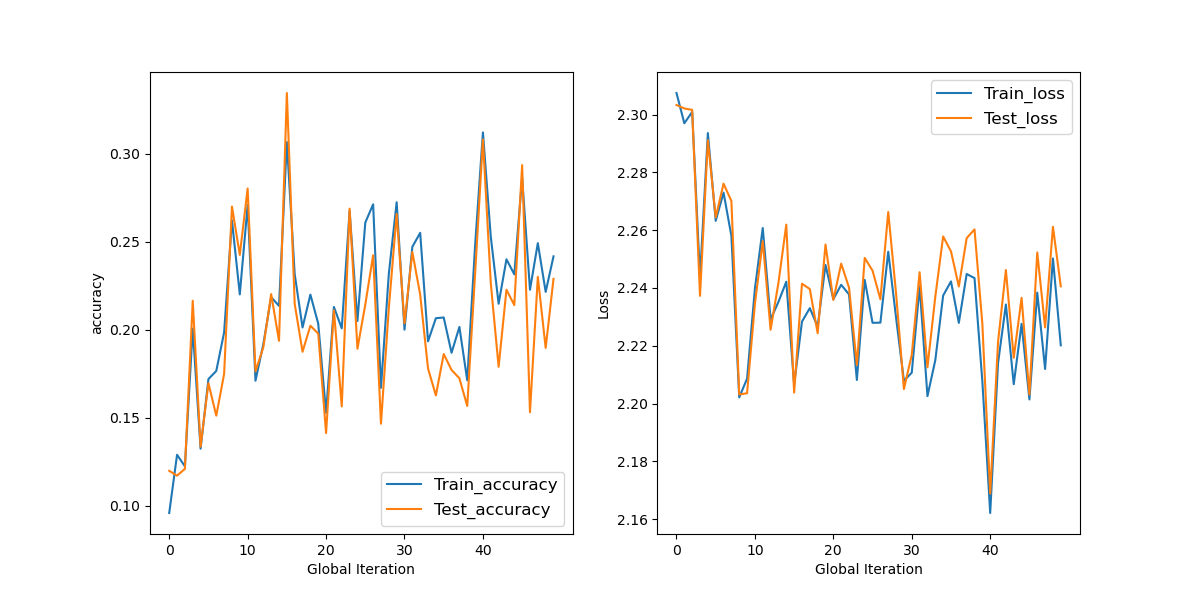 accuracy
0.30
0.25
0.20
0.15
0.10
0 10 20 30 40
Global Iteration
Train_accuracy
Test_accuracy
Loss
2.30
2.28
2.26
2.24
2.22
2.20
2.18
2.16
0 10 20 30 40
Global Iteration
Train_loss
Test_loss